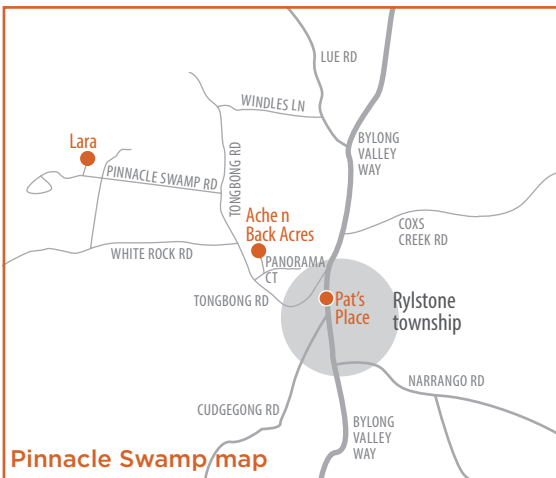 LUE RD
WINDLES LN
BYLONG
VALLEY
WAY
Lara
PINNACLE SWAMP RD
TONGBONG RD
Ache n
Back Acres
COXS
CREEK RD
WHITE ROCK RD
PANORAMA
CT
TONGBONG RD
Pat's
Place
Rylstone
township
NARRANGO RD
CUDGEGONG RD
BYLONG
VALLEY
WAY
Pinnacle Swamp map